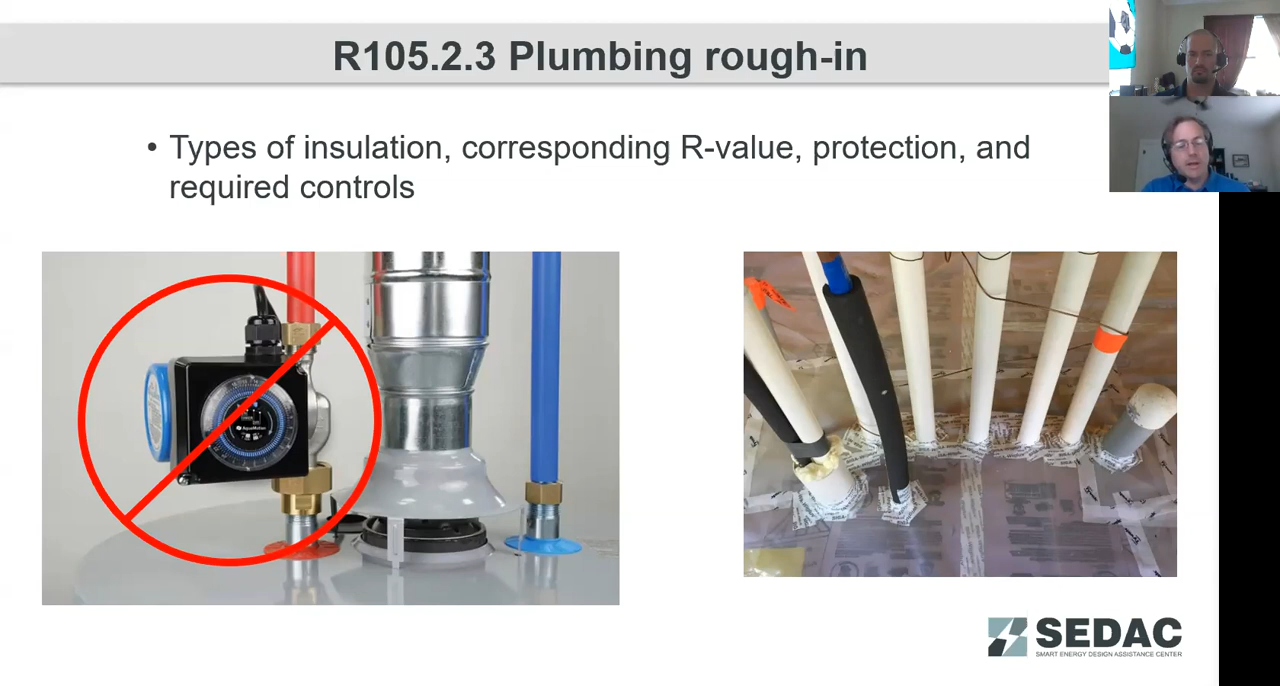 R105.2.3 Plumbing rough-in
• Types of insulation, corresponding R-value, protection, and
required controls
AquaMotion
SEDAC
SMART ENERGY DESIGN ASSISTANCE CENTER